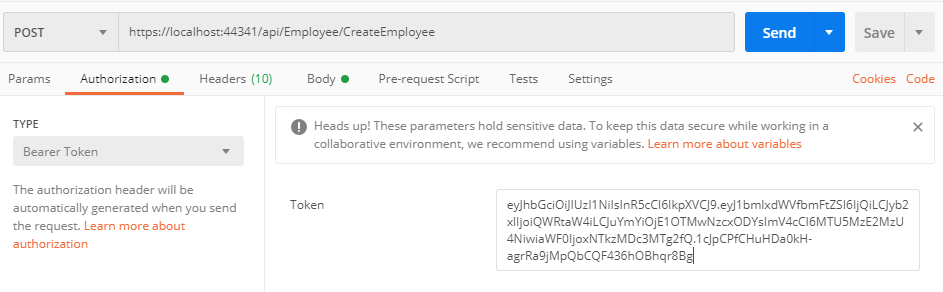 POST https://localhost:44341/api/Employee/CreateEmployee Send Save
Params Authorization Headers (10) Body Pre-request Script Tests Settings Cookies Code
TYPE
Bearer Token
The authorization header will be
automatically generated when you send
the request. Learn more about
authorization
Heads up! These parameters hold sensitive data. To keep this data secure while working in a
collaborative environment, we recommend using variables. Learn more about variables
Token
eyJhbGciOiJIUzI1NiIsInR5cCI6IkpXVCJ9.eyJ1bmlxdWVfbmFtZSI6IjQiLCJyb2
xlIjoiQWRtaW4iLCJuYmYiOjE1OTMwNzcxODYsImV4cCI6MTU5MzE2MzU
4NiwiaWF0IjoxNTkzMDc3MTg2fQ.1cJpCPfCHuHDa0kH-
agrRa9jMpQbCQF436hOBhqr8Bg